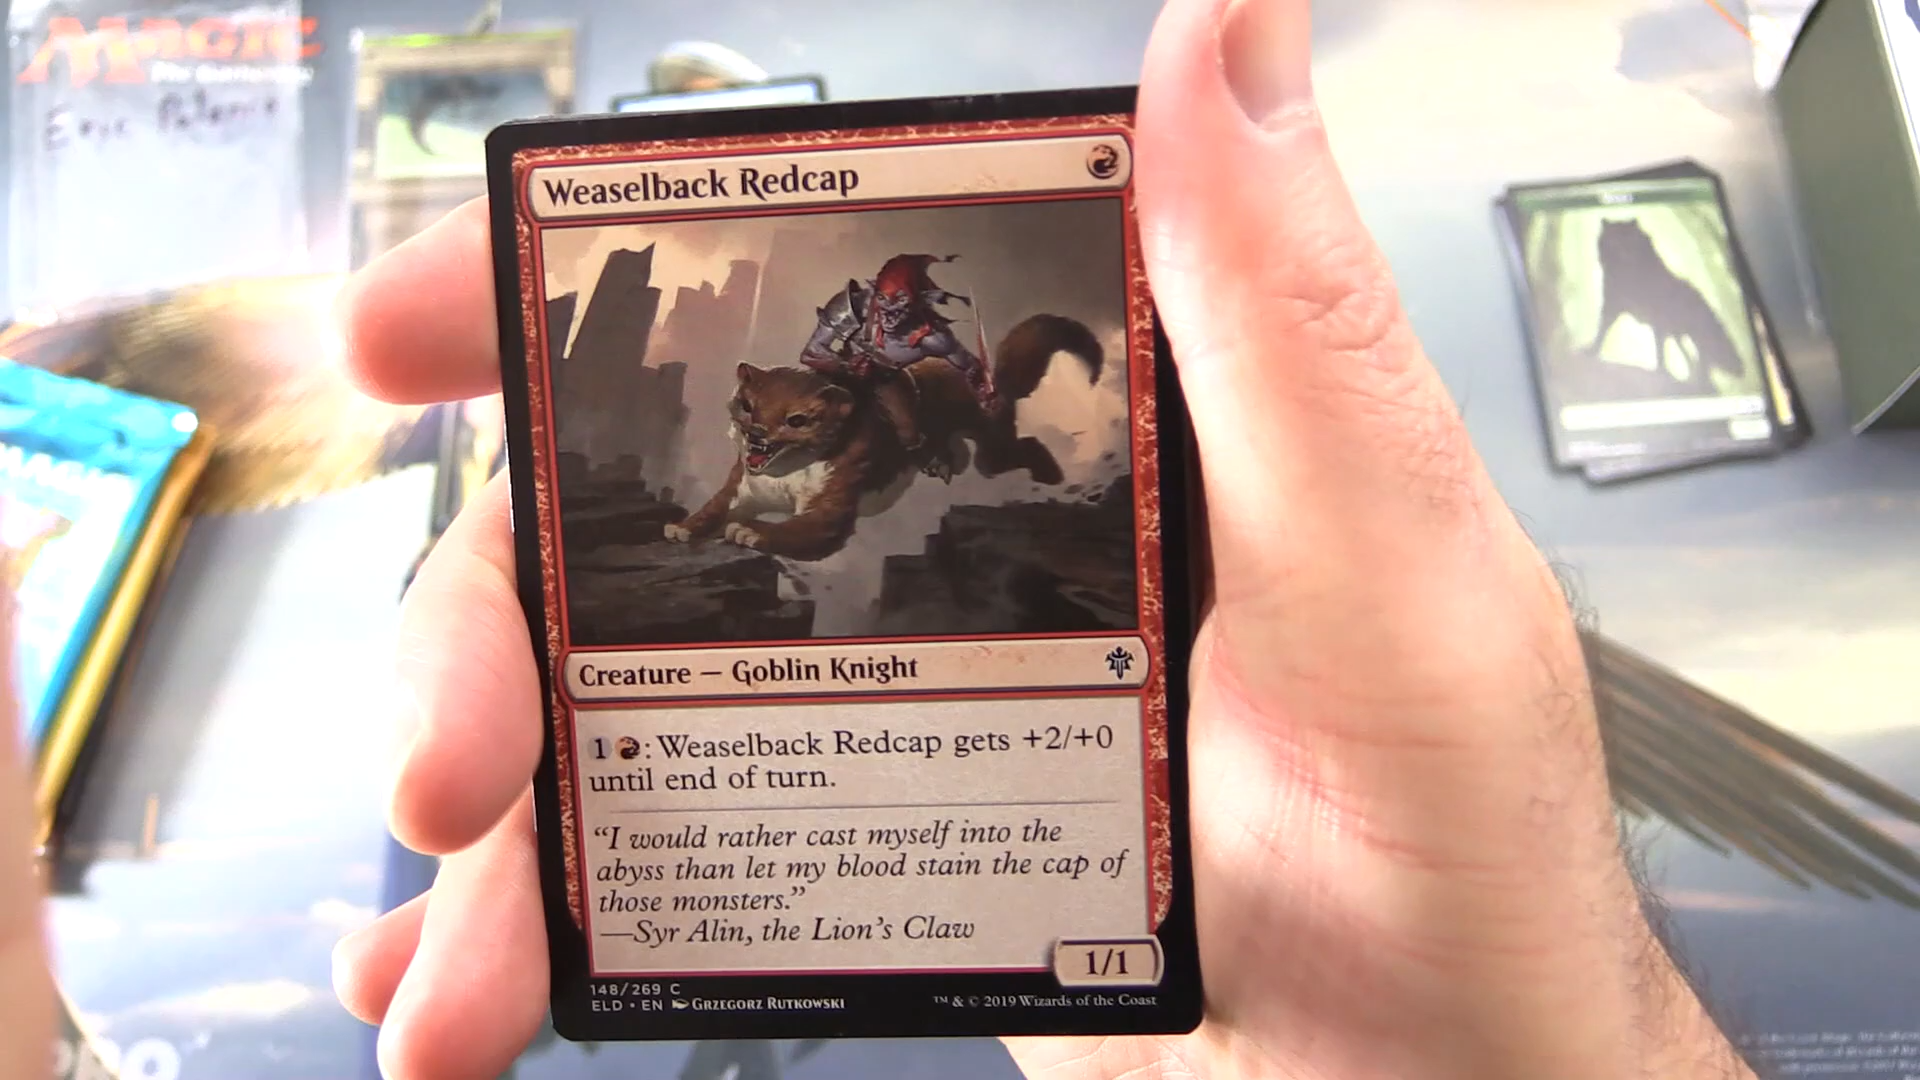 MAGIC
Weaselback Redcap
Creature — Goblin Knight
1 : Weaselback Redcap gets +2/+0
until end of turn.
“I would rather cast myself into the
abyss than let my blood stain the cap of
those monsters.”
—Syr Alin, the Lion’s Claw
1/1
148/269 C
ELD • EN Grzegorz Rutkowski
™ & © 2019 Wizards of the Coast